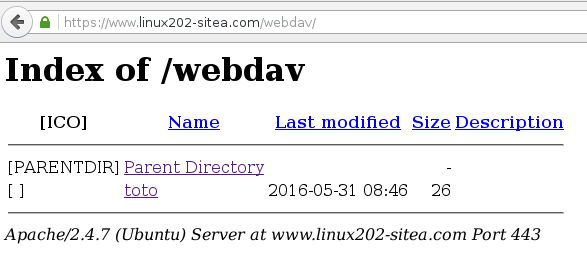 https://www.linux202-sitea.com/webdav/
Index of /webdav
[ICO] Name Last modified Size Description
[PARENTDIR] Parent Directory -
[ ] toto 2016-05-31 08:46 26
Apache/2.4.7 (Ubuntu) Server at www.linux202-sitea.com Port 443